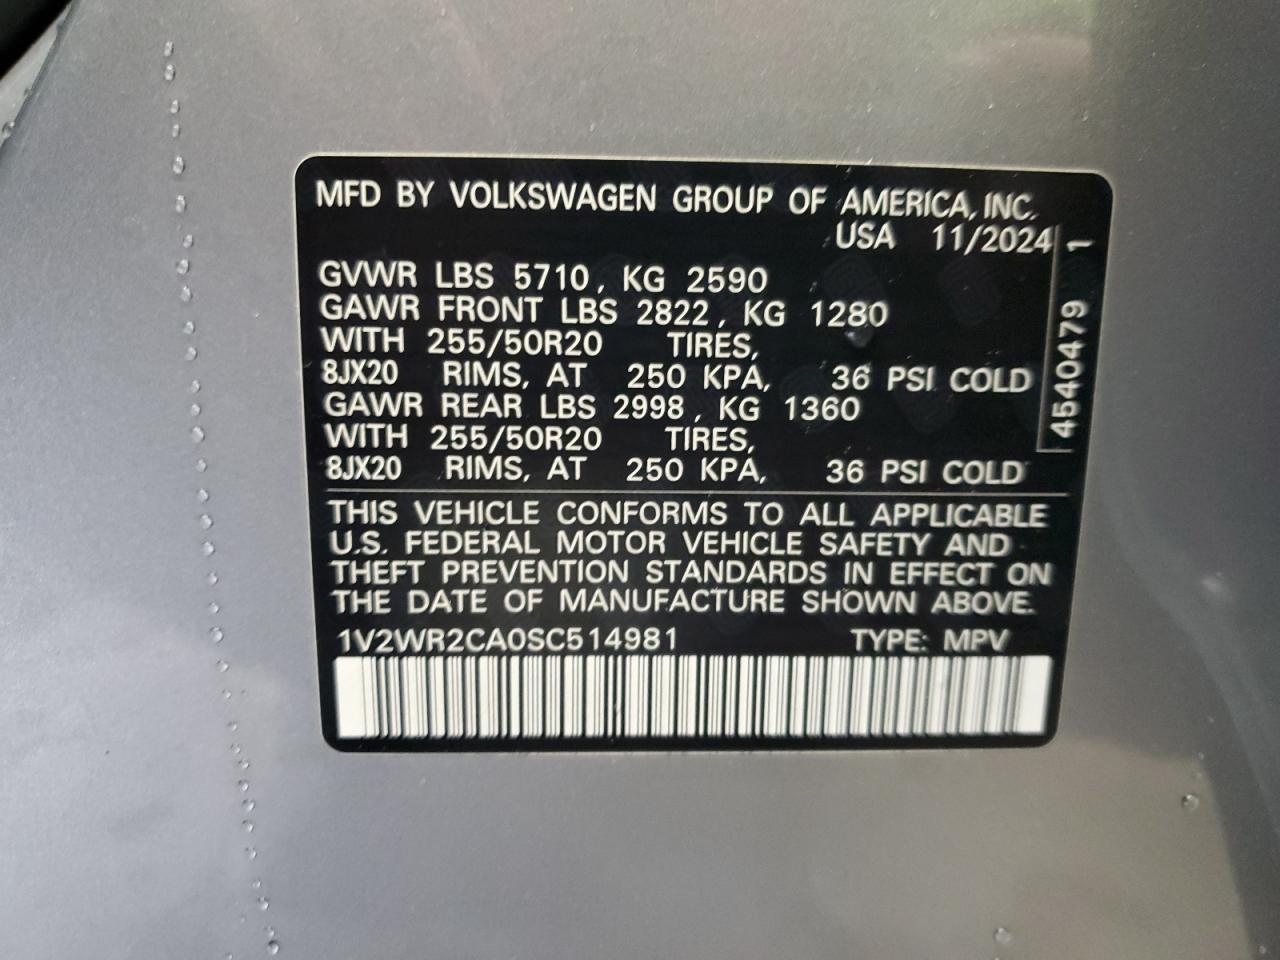 MFD BY VOLKSWAGEN GROUP OF AMERICA, INC.
USA 11/2024
GVWR LBS 5710, KG 2590
GAWR FRONT LBS 2822, KG 1280
WITH 255/50R20 TIRES,
8JX20 RIMS, AT 250 KPA, 36 PSI COLD
GAWR REAR LBS 2998, KG 1360
WITH 255/50R20 TIRES,
8JX20 RIMS, AT 250 KPA, 36 PSI COLD
4540479 1
THIS VEHICLE CONFORMS TO ALL APPLICABLE
U.S. FEDERAL MOTOR VEHICLE SAFETY AND
THEFT PREVENTION STANDARDS IN EFFECT ON
THE DATE OF MANUFACTURE SHOWN ABOVE.
1V2WR2CA0SC514981 TYPE: MPV